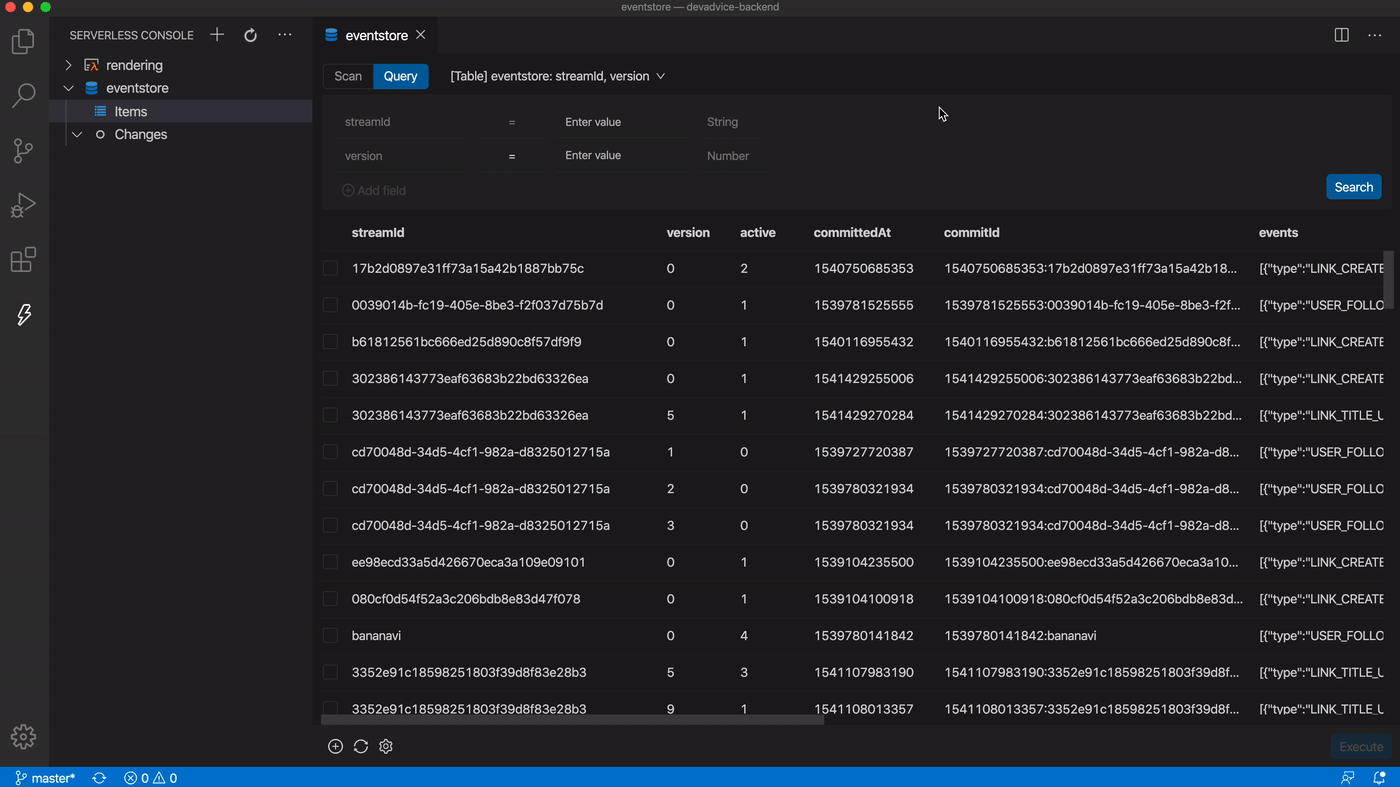 eventstore — devadvice-backend
SERVERLESS CONSOLE
rendering
eventstore
Items
Changes
eventstore
Scan Query [Table] eventstore: streamId, version
streamId = Enter value String
version = Enter value Number
Add field
Search
streamId version active committedAt commitId events
17b2d0897e31ff73a15a42b1887bb75c 0 2 1540750685353 1540750685353:17b2d0897e31ff73a15a42b18... [{"type":"LINK_CREATE
0039014b-fc19-405e-8be3-f2f037d75b7d 0 1 1539781525555 1539781525553:0039014b-fc19-405e-8be3-f2f... [{"type":"USER_FOLLO
b61812561bc666ed25d890c8f57df9f9 0 1 1540116955432 1540116955432:b61812561bc666ed25d890c8f... [{"type":"LINK_CREATE
302386143773eaf63683b22bd63326ea 0 1 1541429255006 1541429255006:302386143773eaf63683b22bd... [{"type":"LINK_CREATE
302386143773eaf63683b22bd63326ea 5 1 1541429270284 1541429270284:302386143773eaf63683b22bd... [{"type":"LINK_TITLE_U
cd70048d-34d5-4cf1-982a-d8325012715a 1 0 1539727720387 1539727720387:cd70048d-34d5-4cf1-982a-d8... [{"type":"USER_FOLLO
cd70048d-34d5-4cf1-982a-d8325012715a 2 0 1539780321934 1539780321934:cd70048d-34d5-4cf1-982a-d8... [{"type":"USER_FOLLO
cd70048d-34d5-4cf1-982a-d8325012715a 3 0 1539780321934 1539780321934:cd70048d-34d5-4cf1-982a-d8... [{"type":"USER_FOLLO
ee98ecd33a5d426670eca3a109e09101 0 1 1539104235500 1539104235500:ee98ecd33a5d426670eca3a10... [{"type":"LINK_CREATE
080cf0d54f52a3c206bdb8e83d47f078 0 1 1539104100918 1539104100918:080cf0d54f52a3c206bdb8e83d... [{"type":"LINK_CREATE
bananavi 0 4 1539780141842 1539780141842:bananavi [{"type":"USER_FOLLO
3352e91c18598251803f39d8f83e28b3 5 3 1541107983190 1541107983190:3352e91c18598251803f39d8f... [{"type":"LINK_TITLE_U
3352e91c18598251803f39d8f83e28b3 9 1 1541108013357 1541108013357:3352e91c18598251803f39d8f... [{"type":"LINK_TITLE_U
Execute
master* 0 0